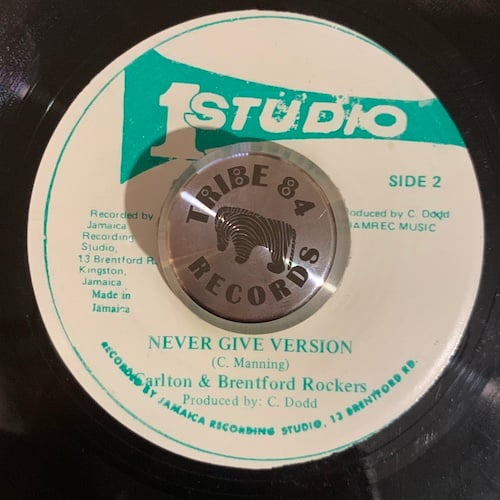 1 STUDIO
SIDE 2
Recorded by
Jamaica
Recording
Studio,
13 Brentford R
Kingston,
Jamaica.
Made in
Jamaica
roduced by C. Dodd
JAMREC MUSIC
TRIBE 84
RECORDS
NEVER GIVE VERSION
(C. Manning)
Carlton & Brentford Rockers
Produced by: C. Dodd
RECORDED BY JAMAICA RECORDING STUDIO, 13 BRENTFORD RD.